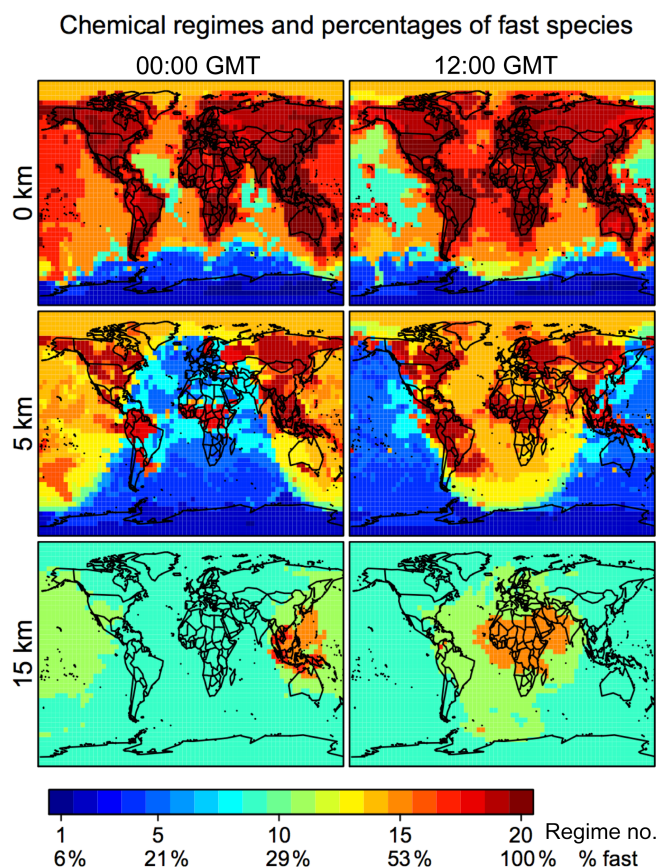 Chemical regimes and percentages of fast species
00:00 GMT 12:00 GMT
0 km
5 km
15 km
1 5 10 15 20 Regime no.
6 % 21 % 29 % 53 % 100 % % fast